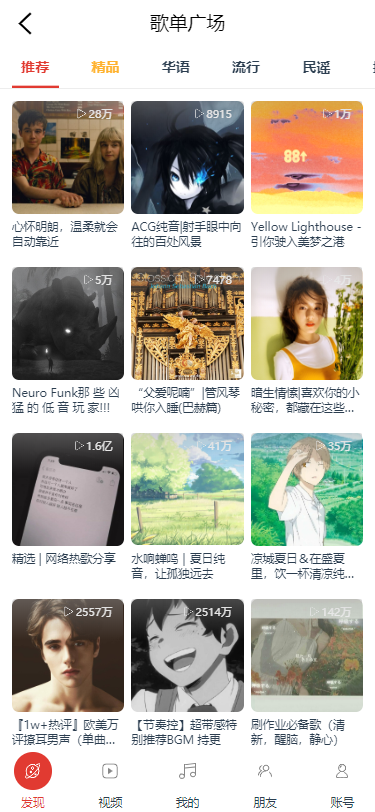 歌单广场
推荐 精品 华语 流行 民谣
28万 8915 1万
88t
心怀明朗，温柔就会 ACG纯音|射手眼中向 Yellow Lighthouse -
自动靠近 往的百处风景 引你驶入美梦之港
5万 7478
Neuro Funk那 些 凶 “父爱呢喃”|管风琴 暗生情愫|喜欢你的小
猛 的 低 音 玩 家!!! 哄你入睡(巴赫篇) 秘密，都藏在这些...
1.6亿 41万 35万
精选 | 网络热歌分享 水响蝉鸣｜夏日纯 凉城夏日＆在盛夏
音，让孤独远去 里，饮一杯清凉纯...
2557万 2514万 142万
『1w+热评』欧美万 【节奏控】超带感特 刷作业必备歌（清
评撩耳男声（单曲... 别推荐BGM 持更 新，醒脑，静心）
发现 视频 我的 朋友 账号